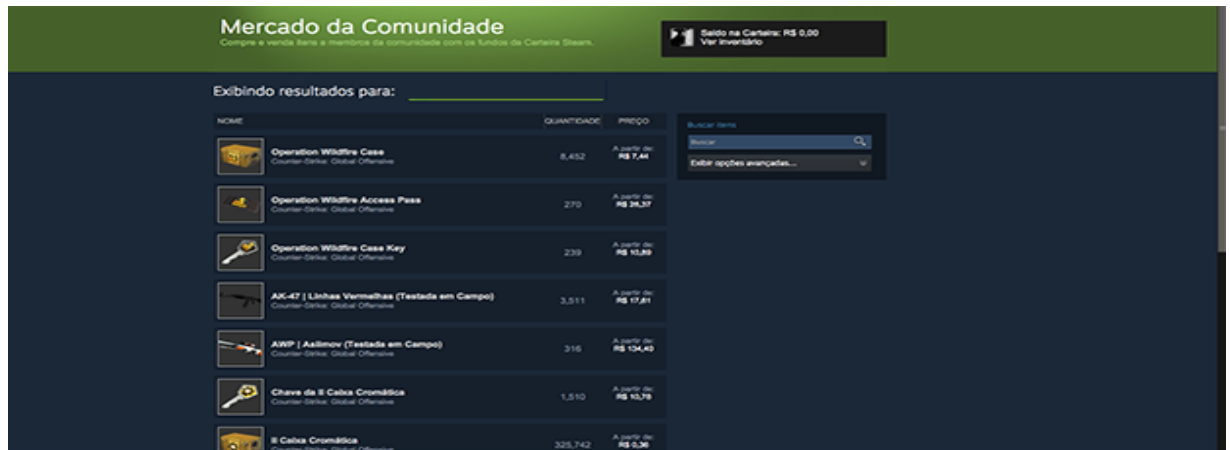 Mercado da Comunidade
Compre e venda itens a membros da comunidade com os fundos da Carteira Steam.
Saldo na Carteira: R$ 0,00
Ver inventário
Exibindo resultados para:
NOME QUANTIDADE PREÇO
Buscar itens
Buscar
Exibir opções avançadas...
Operation Wildfire Case
Counter-Strike: Global Offensive
8,452
A partir de:
R$ 7,44
Operation Wildfire Access Pass
Counter-Strike: Global Offensive
270
A partir de:
Operation Wildfire Case Key
Counter-Strike: Global Offensive
239
A partir de:
R$ 10,89
AK-47 | Linhas Vermelhas (Testada em Campo)
Counter-Strike: Global Offensive
3,511
A partir de:
R$ 17,81
AWP | Asiimov (Testada em Campo)
Counter-Strike: Global Offensive
316
A partir de:
R$ 134,40
Chave da II Caixa Cromática
Counter-Strike: Global Offensive
1,510
A partir de:
R$ 10,78
II Caixa Cromática
Counter-Strike: Global Offensive
325,742
A partir de:
R$ 0,36